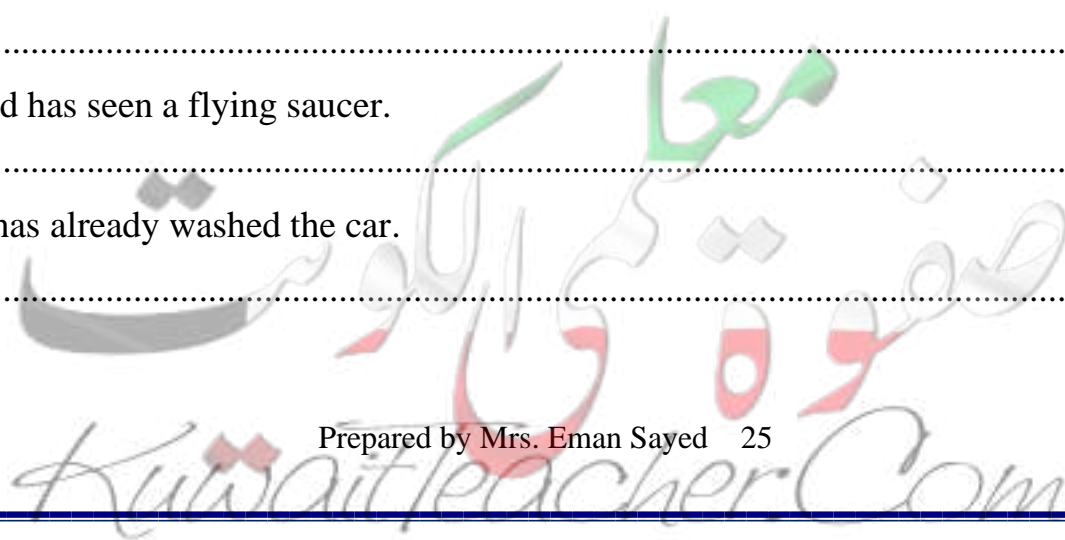 ................................................................................
d has seen a flying saucer.
................................................................................
has already washed the car.
................................................................................
صفوة معلمى الكويت
Prepared by Mrs. Eman Sayed 25
KuwaitTeacher.Com